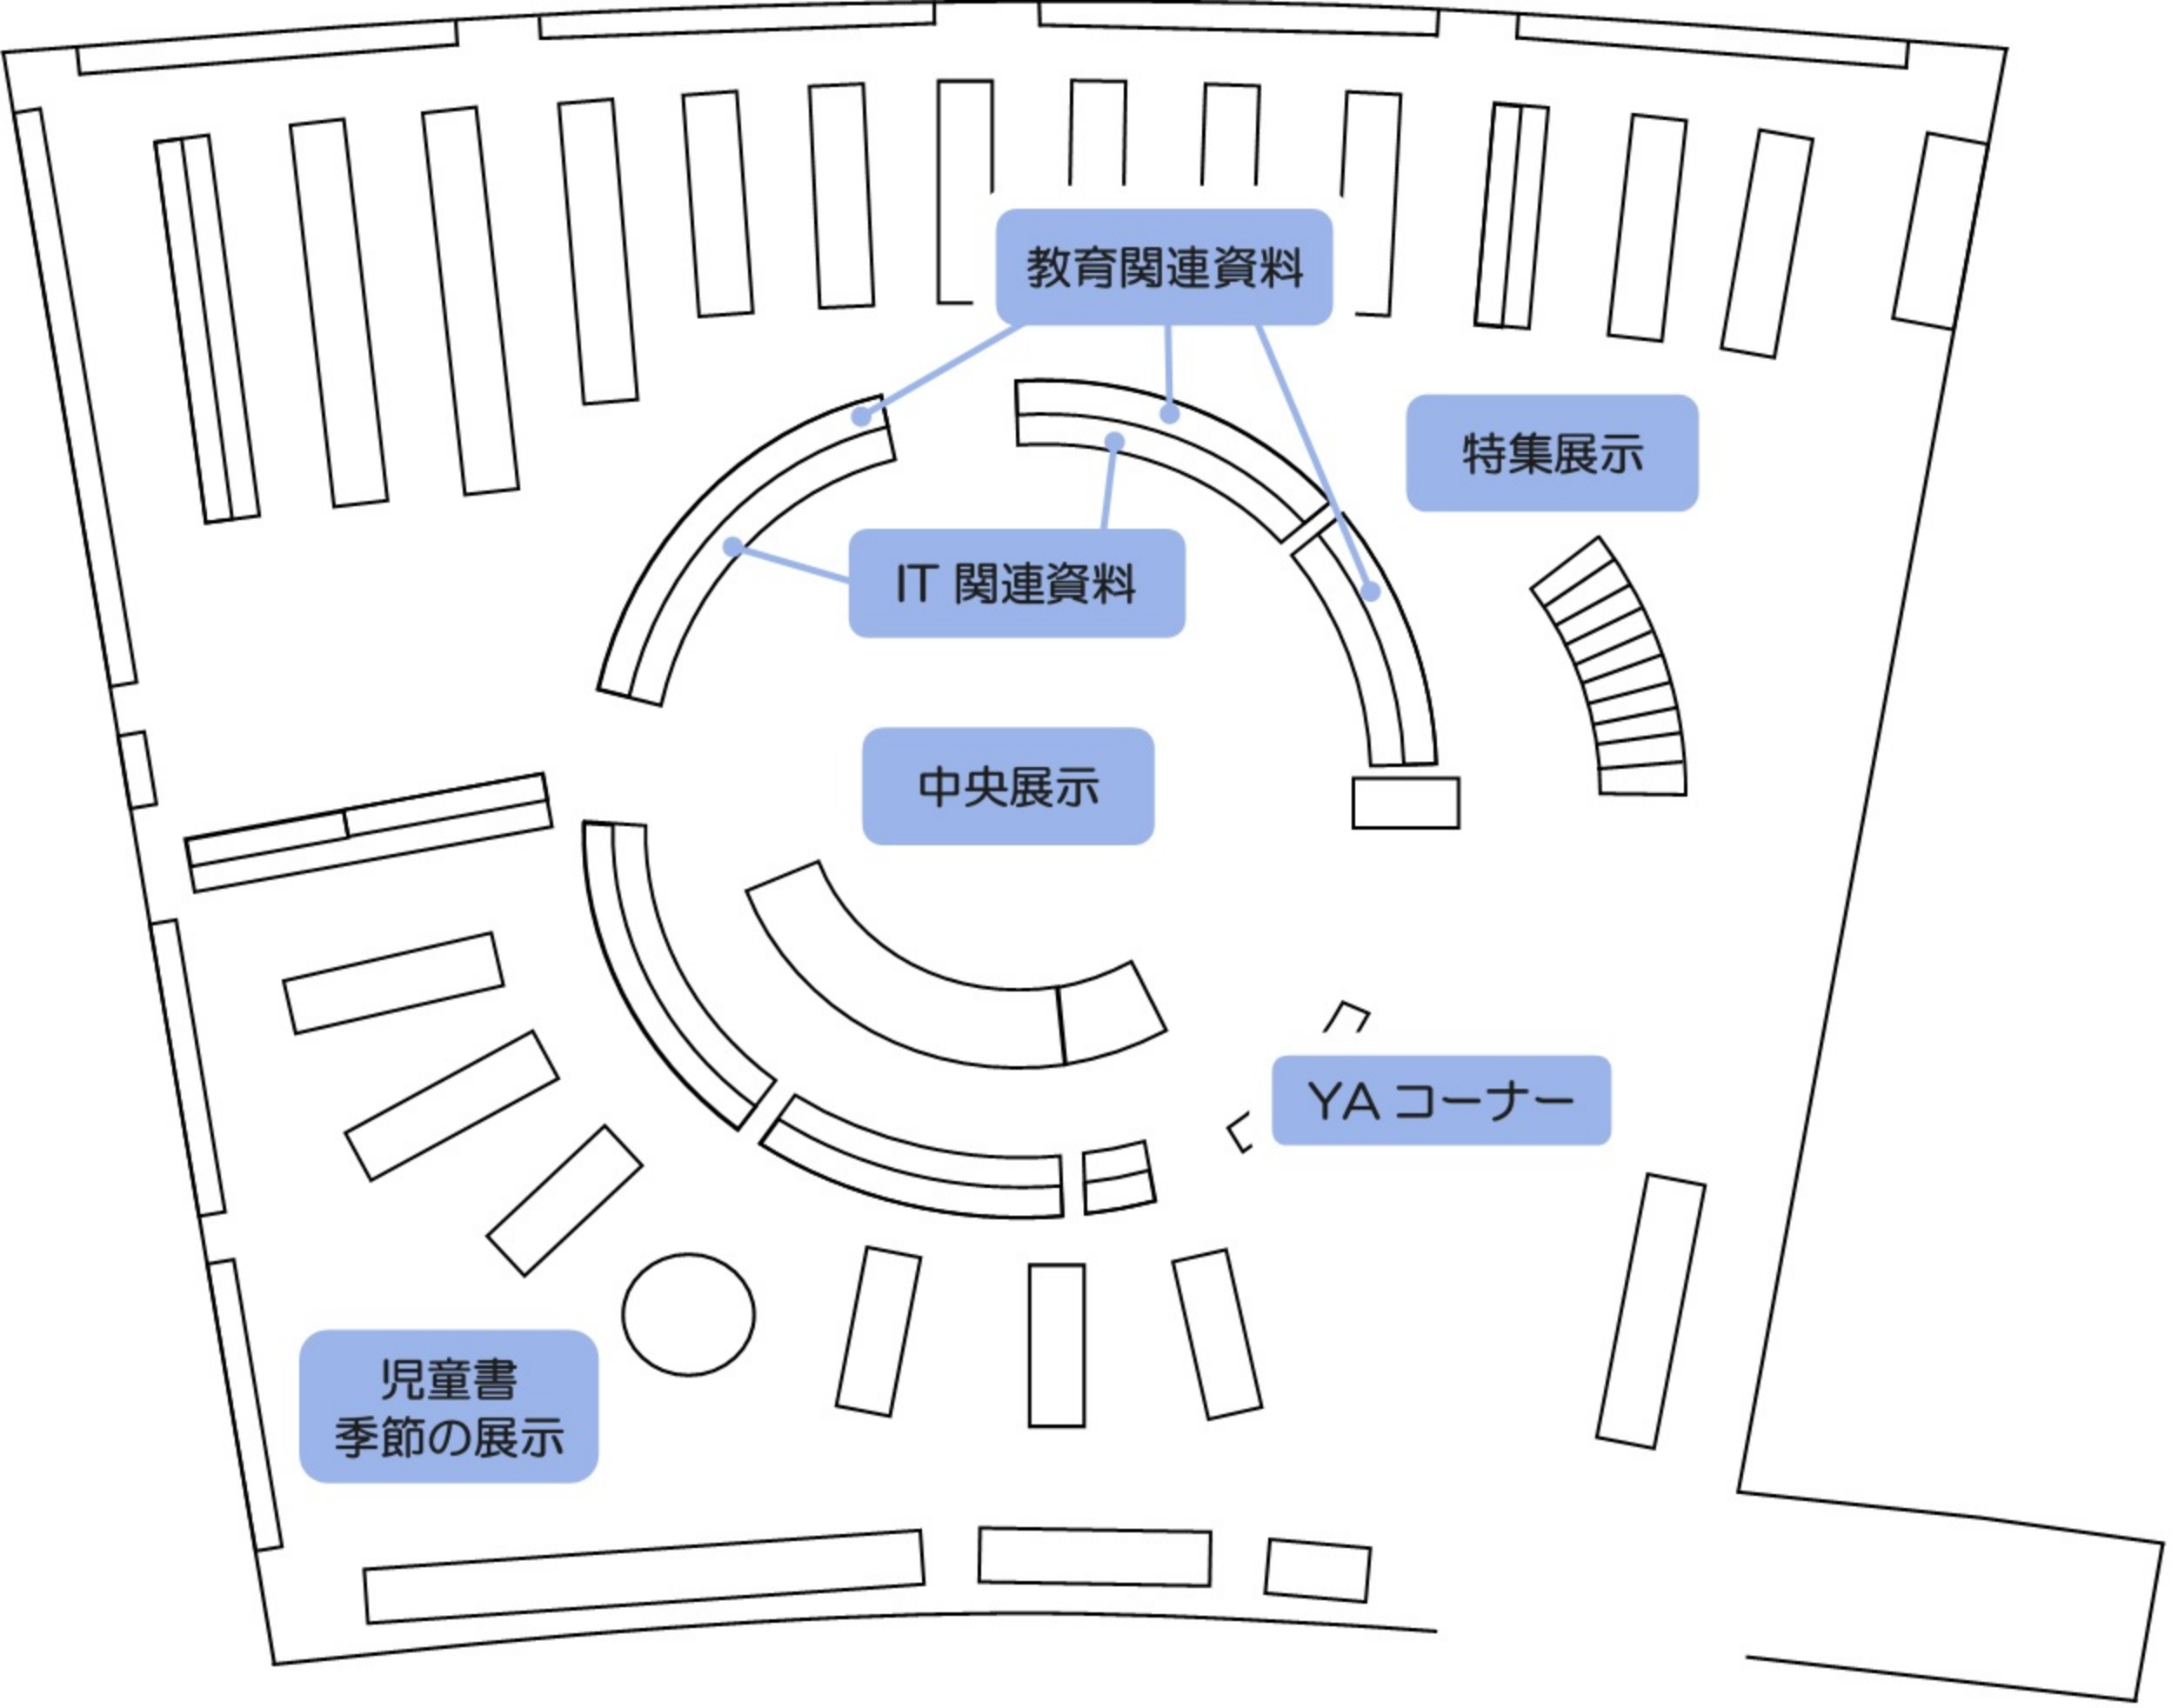 教育関連資料
特集展示
IT 関連資料
中央展示
YA コーナー
児童書
季節の展示